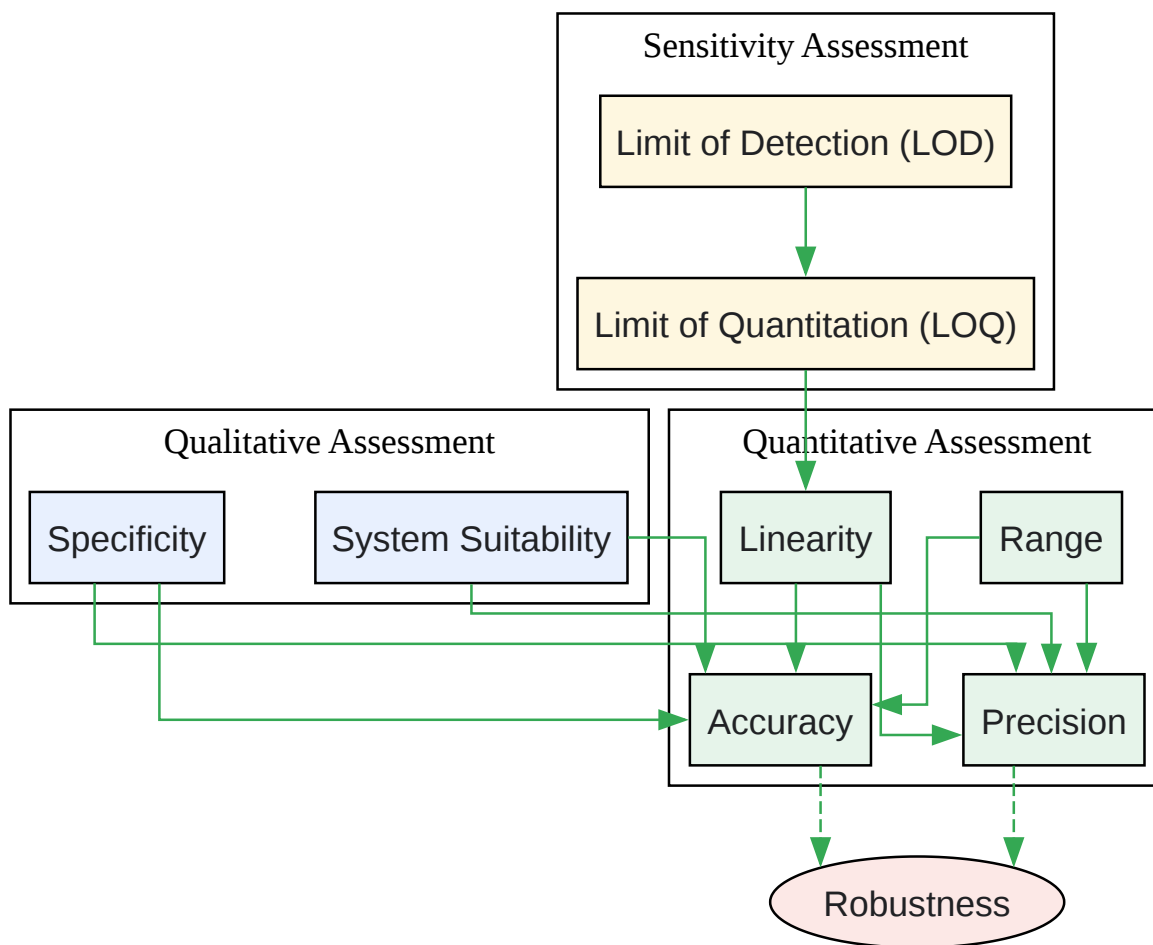 Sensitivity Assessment
Limit of Detection (LOD)
Limit of Quantitation (LOQ)
Qualitative Assessment
Quantitative Assessment
Specificity
System Suitability
Linearity
Range
Accuracy
Precision
Robustness